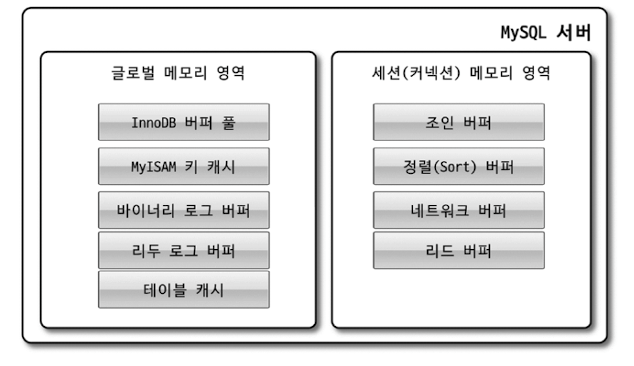 MySQL 서버
글로벌 메모리 영역
InnoDB 버퍼 풀
MyISAM 키 캐시
바이너리 로그 버퍼
리두 로그 버퍼
테이블 캐시
세션(커넥션) 메모리 영역
조인 버퍼
정렬(Sort) 버퍼
네트워크 버퍼
리드 버퍼